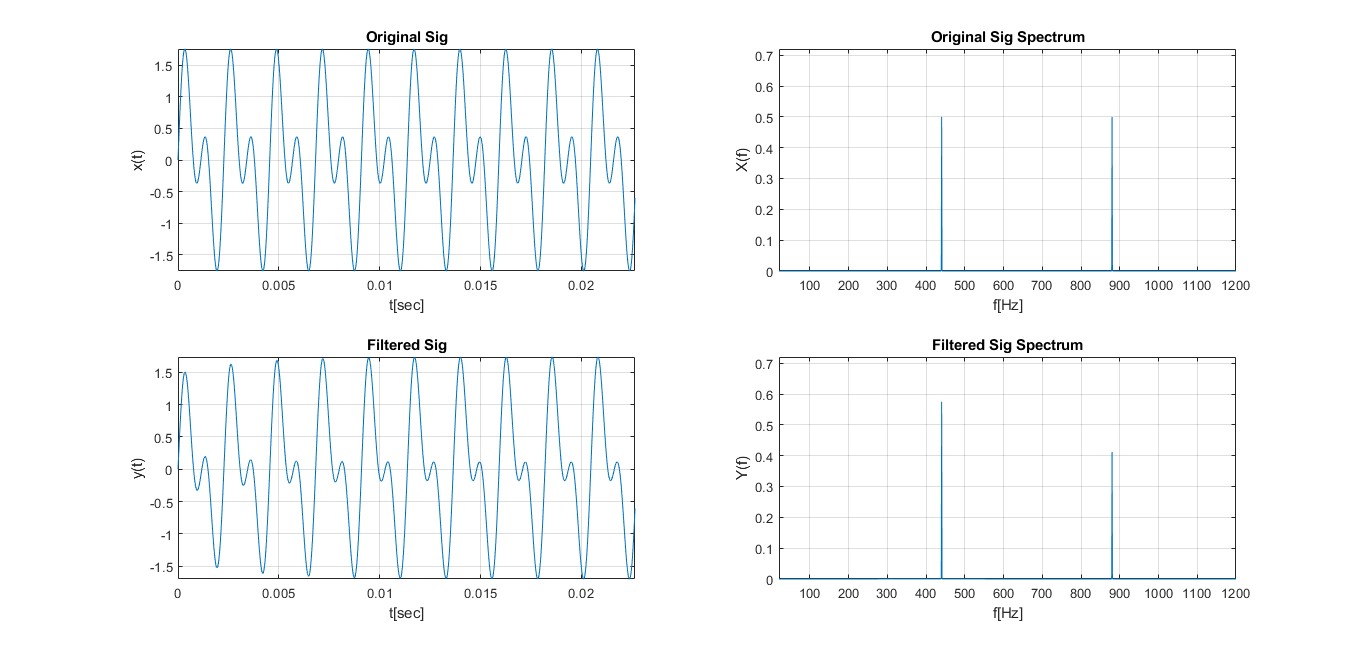 Original Sig
x(t)
1.5
1
0.5
0
-0.5
-1
-1.5
0 0.005 0.01 0.015 0.02
t[sec]
Original Sig Spectrum
X(f)
0.7
0.6
0.5
0.4
0.3
0.2
0.1
0
100 200 300 400 500 600 700 800 900 1000 1100 1200
f[Hz]
Filtered Sig
y(t)
1.5
1
0.5
0
-0.5
-1
-1.5
0 0.005 0.01 0.015 0.02
t[sec]
Filtered Sig Spectrum
Y(f)
0.7
0.6
0.5
0.4
0.3
0.2
0.1
0
100 200 300 400 500 600 700 800 900 1000 1100 1200
f[Hz]